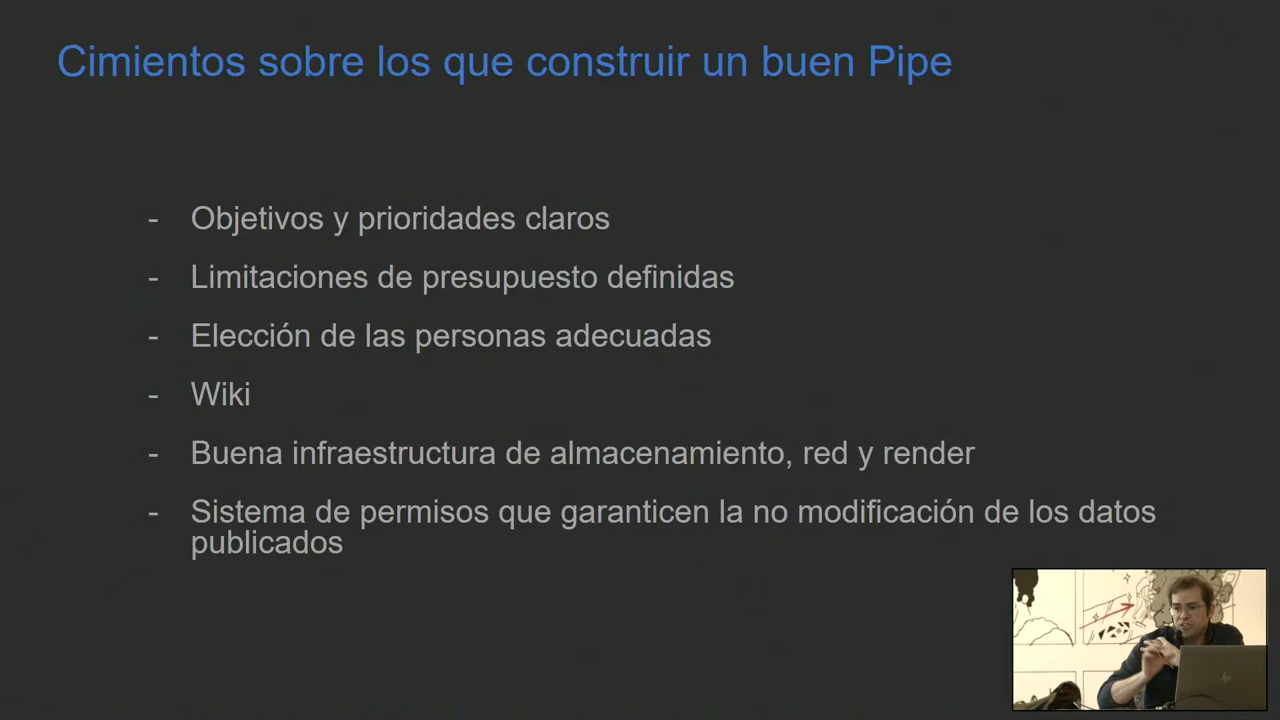 Cimientos sobre los que construir un buen Pipe
- Objetivos y prioridades claros
- Limitaciones de presupuesto definidas
- Elección de las personas adecuadas
- Wiki
- Buena infraestructura de almacenamiento, red y render
- Sistema de permisos que garanticen la no modificación de los datos
publicados
hp